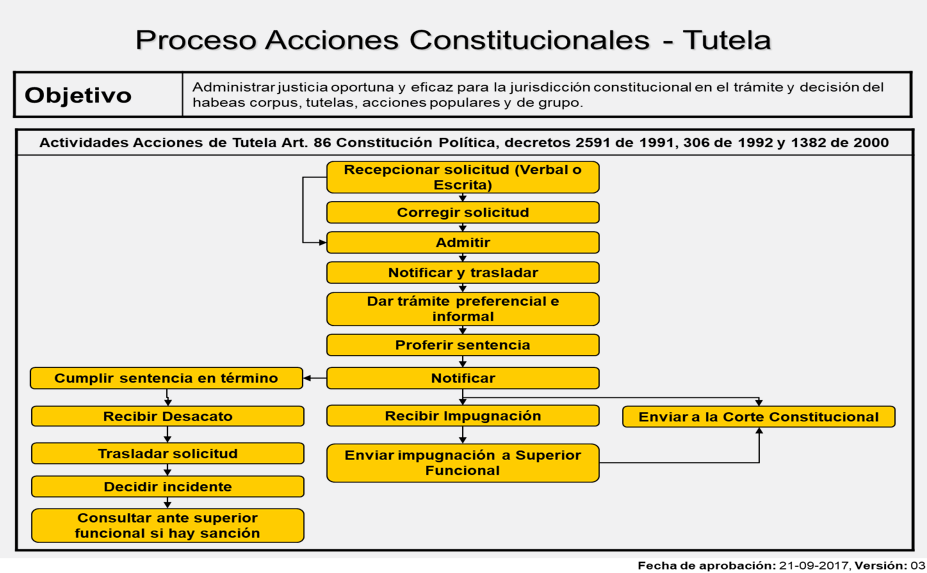 Proceso Acciones Constitucionales - Tutela
Objetivo
Administrar justicia oportuna y eficaz para la jurisdicción constitucional en el trámite y decisión del
habeas corpus, tutelas, acciones populares y de grupo.
Actividades Acciones de Tutela Art. 86 Constitución Política, decretos 2591 de 1991, 306 de 1992 y 1382 de 2000
Recepcionar solicitud (Verbal o
Escrita)
Corregir solicitud
Admitir
Notificar y trasladar
Dar trámite preferencial e
informal
Proferir sentencia
Notificar
Cumplir sentencia en término
Recibir Desacato
Trasladar solicitud
Decidir incidente
Consultar ante superior
funcional si hay sanción
Recibir Impugnación
Enviar impugnación a Superior
Funcional
Enviar a la Corte Constitucional
Fecha de aprobación: 21-09-2017, Versión: 03